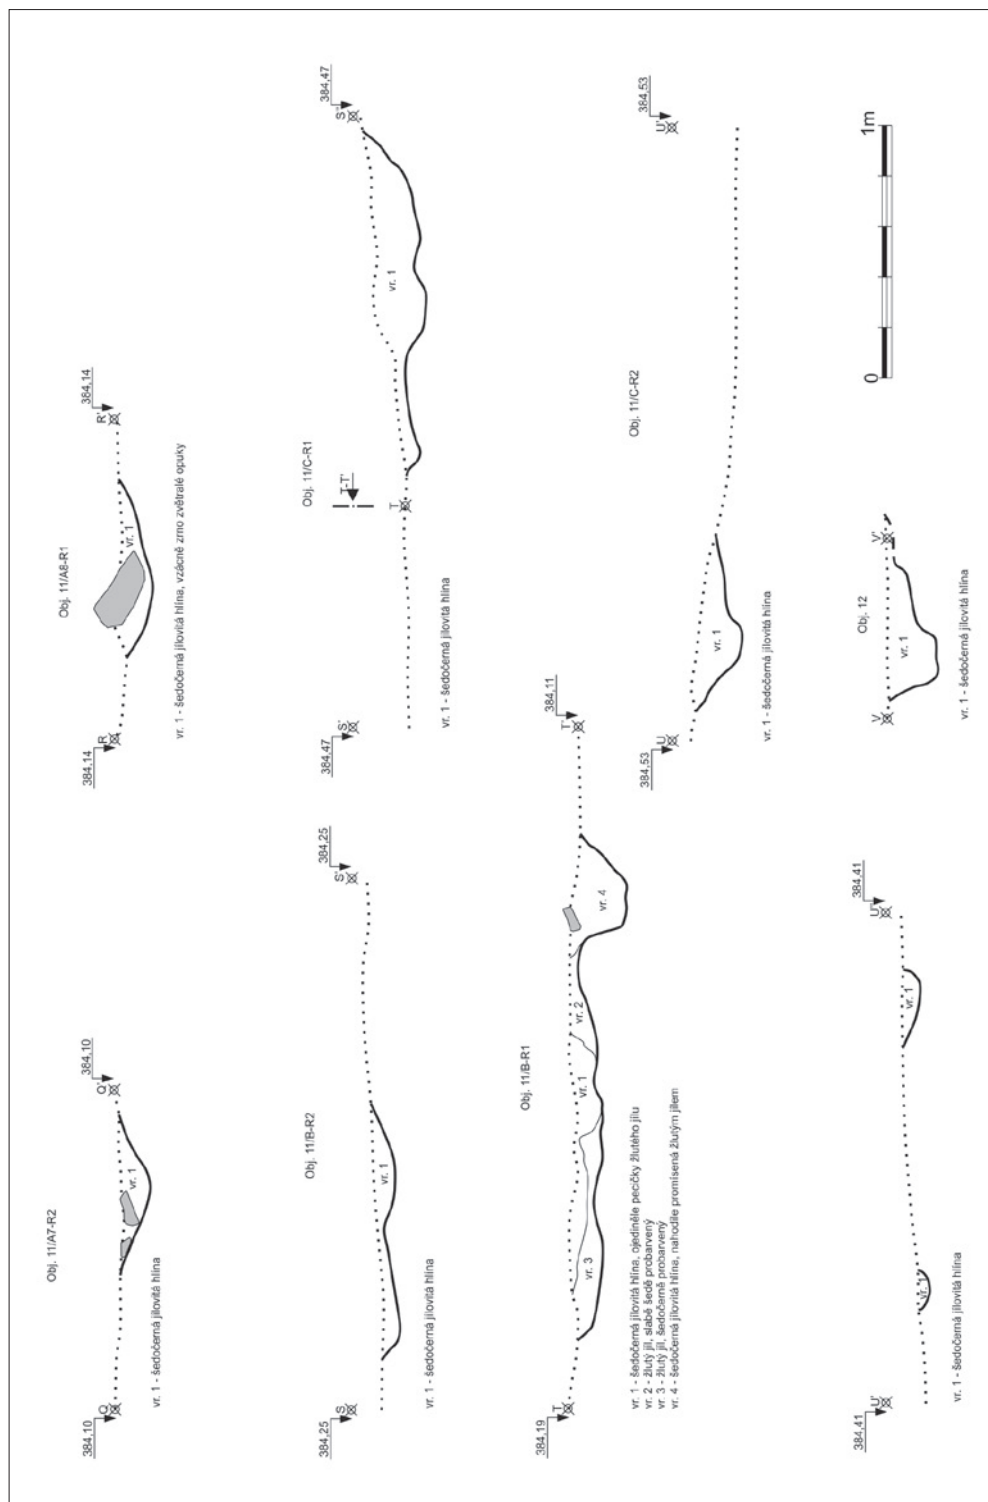 Obj. 11/A7-R2
384,10
Q
Q'
384,10
vr. 1
vr. 1 - šedočerná jílovitá hlína
Obj. 11/A8-R1
384,14
R
R'
384,14
vr. 1
vr. 1 - šedočerná jílovitá hlína, vzácně zrno zvětralé opuky
Obj. 11/B-R2
384,25
S
S'
384,25
vr. 1
vr. 1 - šedočerná jílovitá hlína
Obj. 11/C-R1
384,47
S'
T-T'
T
S'
384,47
vr. 1
vr. 1 - šedočerná jílovitá hlína
Obj. 11/B-R1
384,19
T
T'
384,11
vr. 3
vr. 1
vr. 2
vr. 4
vr. 1 - šedočerná jílovitá hlína, ojediněle pecičky žlutého jílu
vr. 2 - žlutý jíl, slabě šedě probarvený
vr. 3 - žlutý jíl, šedočerně probarvený
vr. 4 - šedočerná jílovitá hlína, nahodile promísená žlutým jílem
Obj. 11/C-R2
384,53
U
U'
384,53
vr. 1
vr. 1 - šedočerná jílovitá hlína
384,41
U'
U'
384,41
vr. 1
vr. 1
vr. 1 - šedočerná jílovitá hlína
Obj. 12
V
V'
vr. 1
vr. 1 - šedočerná jílovitá hlína
0
1m